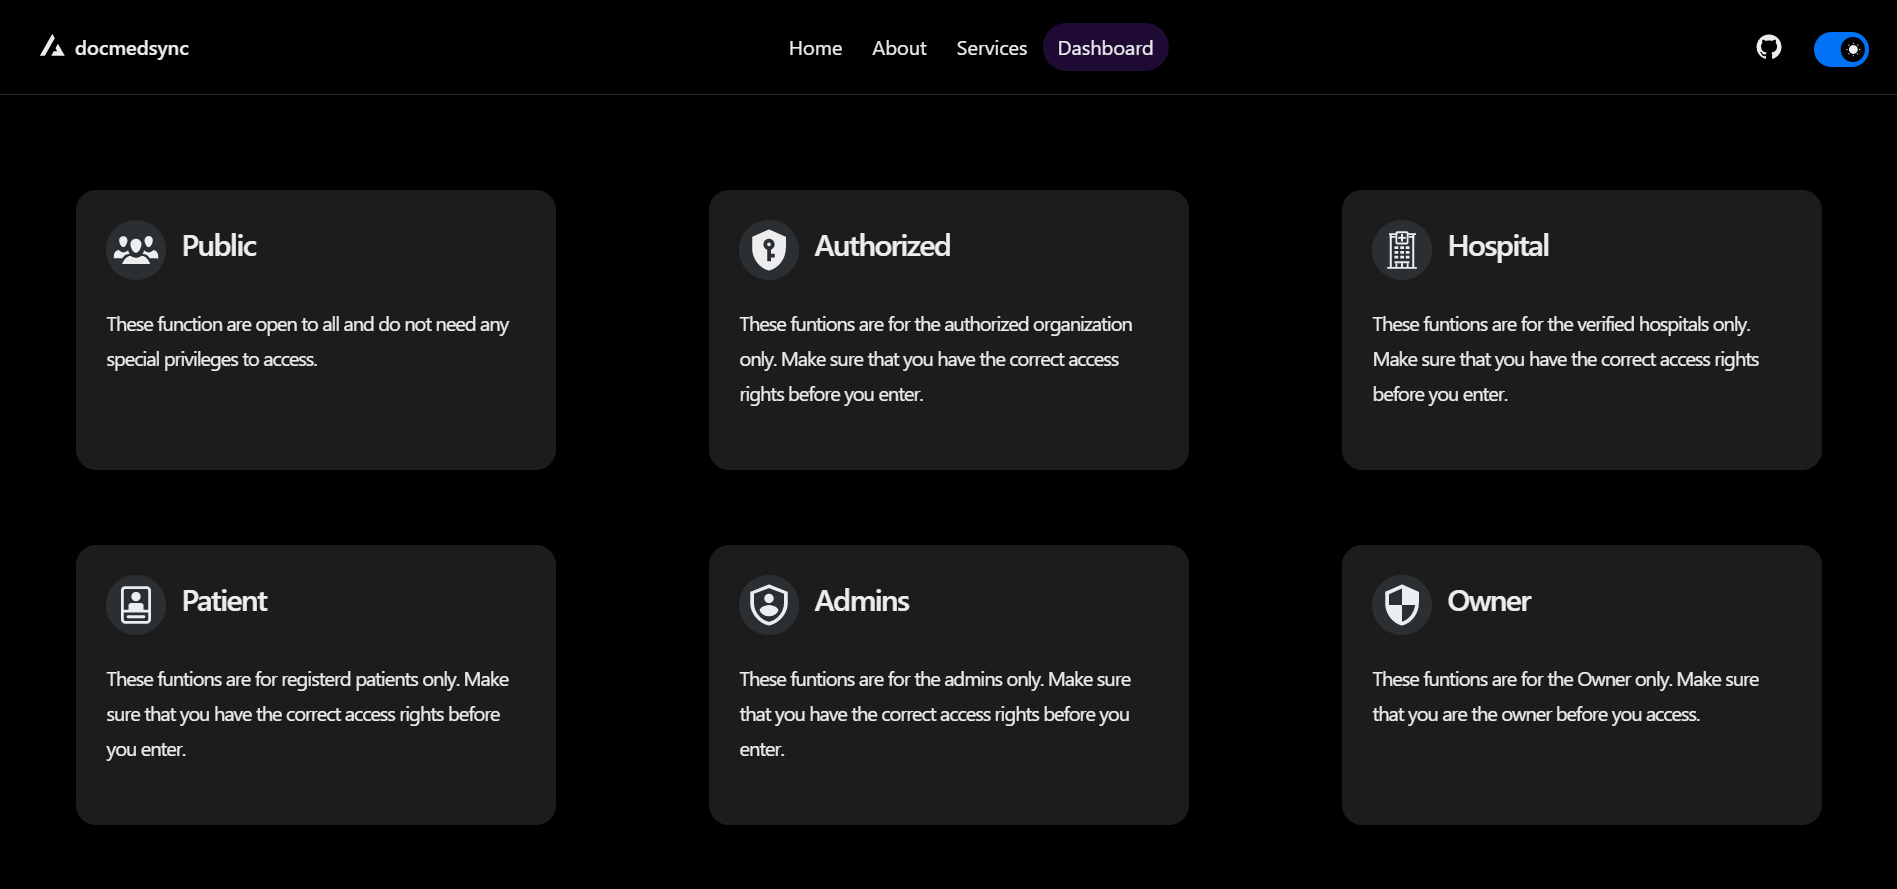 docmedsync
Home
About
Services
Dashboard
Public
These function are open to all and do not need any
special privileges to access.
Authorized
These funtions are for the authorized organization
only. Make sure that you have the correct access
rights before you enter.
Hospital
These funtions are for the verified hospitals only.
Make sure that you have the correct access rights
before you enter.
Patient
These funtions are for registerd patients only. Make
sure that you have the correct access rights before
you enter.
Admins
These funtions are for the admins only. Make sure
that you have the correct access rights before you
enter.
Owner
These funtions are for the Owner only. Make sure
that you are the owner before you access.